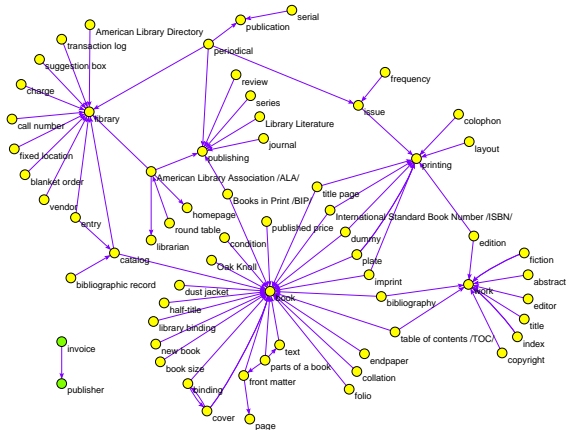 serial
publication
American Library Directory
transaction log
periodical
suggestion box
review
frequency
charge
series
issue
library
Library Literature
colophon
call number
journal
layout
fixed location
publishing
printing
blanket order
American Library Association /ALA/
vendor
Books in Print /BIP/
title page
homepage
entry
round table
published price
International Standard Book Number /ISBN/
librarian
condition
dummy
edition
catalog
Oak Knoll
plate
fiction
bibliographic record
imprint
abstract
dust jacket
book
work
half-title
bibliography
editor
library binding
title
invoice
new book
text
table of contents /TOC/
index
book size
parts of a book
endpaper
copyright
publisher
binding
front matter
collation
folio
cover
page